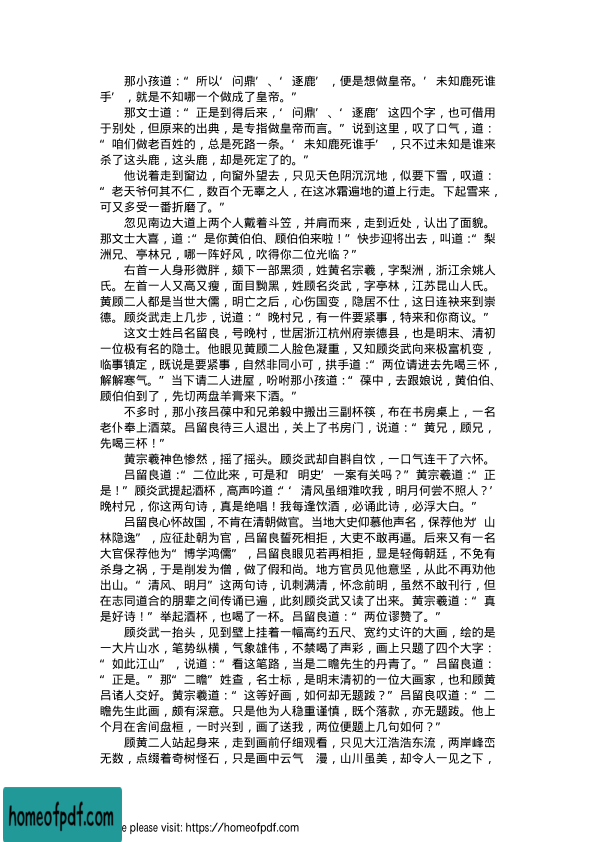 那小孩道：“所以‘问鼎’、‘逐鹿’，便是想做皇帝。‘未知鹿死谁
手’，就是不知哪一个做成了皇帝。”
那文士道：“正是到得后来，‘问鼎’、‘逐鹿’这四个字，也可借用
于别处，但原来的出典，是专指做皇帝而言。”说到这里，叹了口气，道：
“咱们做老百姓的，总是死路一条。‘未知鹿死谁手’，只不过未知是谁来
杀了这头鹿，这头鹿，却是死定了的。”
他说着走到窗边，向窗外望去，只见天色阴沉沉地，似要下雪，叹道：
“老天爷何其不仁，数百个无辜之人，在这冰霜遍地的道上行走。下起雪来，
可又多受一番折磨了。”
忽见南边大道上两个人戴着斗笠，并肩而来，走到近处，认出了面貌。
那文士大喜，道：“是你黄伯伯、顾伯伯来啦！”快步迎将出去，叫道：“梨
洲兄、亭林兄，哪一阵好风，吹得你二位光临？”
右首一人身形微胖，颏下一部黑须，姓黄名宗羲，字梨洲，浙江余姚人
氏。左首一人又高又瘦，面目黝黑，姓顾名炎武，字亭林，江苏昆山人氏。
黄顾二人都是当世大儒，明亡之后，心伤国变，隐居不仕，这日连袂来到崇
德。顾炎武走上几步，说道：“晚村兄，有一件要紧事，特来和你商议。”
这文士姓吕名留良，号晚村，世居浙江杭州府崇德县，也是明末、清初
一位极有名的隐士。他眼见黄顾二人脸色凝重，又知顾炎武向来极富机变，
临事镇定，既说是要紧事，自然非同小可，拱手道：“两位请进去先喝三怀，
解解寒气。”当下请二人进屋，吩咐那小孩道：“葆中，去跟娘说，黄伯伯、
顾伯伯到了，先切两盘羊膏来下酒。”
不多时，那小孩吕葆中和兄弟毅中搬出三副杯筷，布在书房桌上，一名
老仆奉上酒菜。吕留良待三人退出，关上了书房门，说道：“黄兄，顾兄，
先喝三杯！”
黄宗羲神色惨然，摇了摇头。顾炎武却自斟自饮，一口气连干了六怀。
吕留良道：“二位此来，可是和‘明史’一案有关吗？”黄宗羲道：“正
是！”顾炎武提起酒杯，高声吟道：“‘清风虽细难吹我，明月何尝不照人？’
晚村兄，你这两句诗，真是绝唱！我每逢饮酒，必诵此诗，必浮大白。”
吕留良心怀故国，不肯在清朝做官。当地大吏仰慕他声名，保荐他为“山
林隐逸”，应征赴朝为官，吕留良誓死相拒，大吏不敢再逼。后来又有一名
大官保荐他为“博学鸿儒”，吕留良眼见若再相拒，显是轻侮朝廷，不免有
杀身之祸，于是削发为僧，做了假和尚。地方官员见他意坚，从此不再劝他
出山。“清风、明月”这两句诗，讥刺满清，怀念前明，虽然不敢刊行，但
在志同道合的朋辈之间传诵已遍，此刻顾炎武又读了出来。黄宗羲道：“真
是好诗！”举起酒杯，也喝了一杯。吕留良道：“两位谬赞了。”
顾炎武一抬头，见到壁上挂着一幅高约五尺、宽约丈许的大画，绘的是
一大片山水，笔势纵横，气象雄伟，不禁喝了声彩，画上只题了四个大字：
“如此江山”，说道：“看这笔路，当是二瞻先生的丹青了。”吕留良道：
“正是。”那“二瞻”姓查，名士标，是明末清初的一位大画家，也和顾黄
吕诸人交好。黄宗羲道：“这等好画，如何却无题跋？”吕留良叹道：“二
瞻先生此画，颇有深意。只是他为人稳重谨慎，既个落款，亦无题跋。他上
个月在舍间盘桓，一时兴到，画了送我，两位便题上几句如何？”
顾黄二人站起身来，走到画前仔细观看，只见大江浩浩东流，两岸峰峦
无数，点缀着奇树怪石，只是画中云气 漫，山川虽美，却令人一见之下，
homeofpdf.com
please visit: https://homeofpdf.com